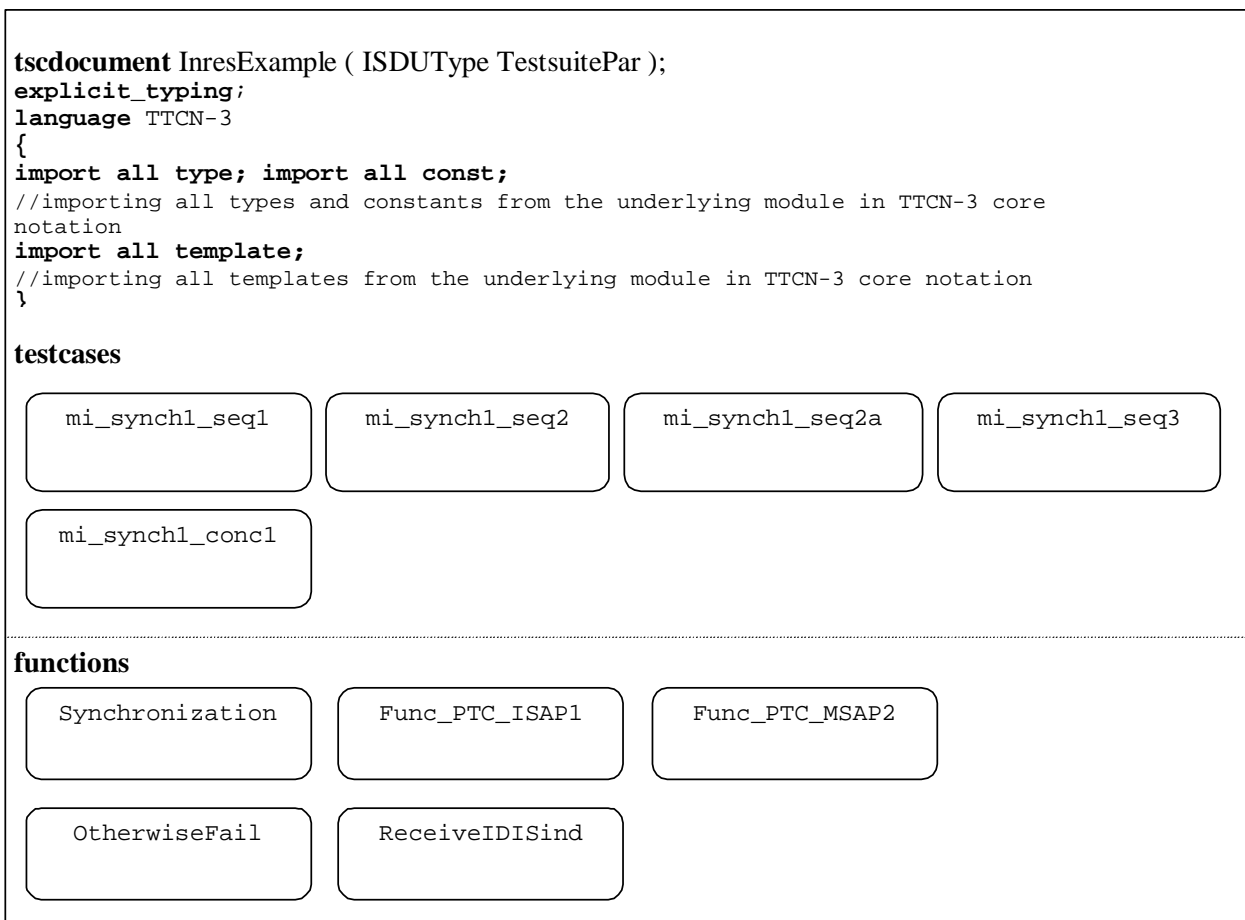 tscdocument InresExample ( ISDUType TestsuitePar );
explicit_typing;
language TTCN-3
{
import all type; import all const;
//importing all types and constants from the underlying module in TTCN-3 core
notation
import all template;
//importing all templates from the underlying module in TTCN-3 core notation
}
testcases
mi_synch1_seq1 mi_synch1_seq2 mi_synch1_seq2a mi_synch1_seq3
mi_synch1_conc1
functions
Synchronization Func_PTC_ISAP1 Func_PTC_MSAP2
OtherwiseFail ReceiveIDISind